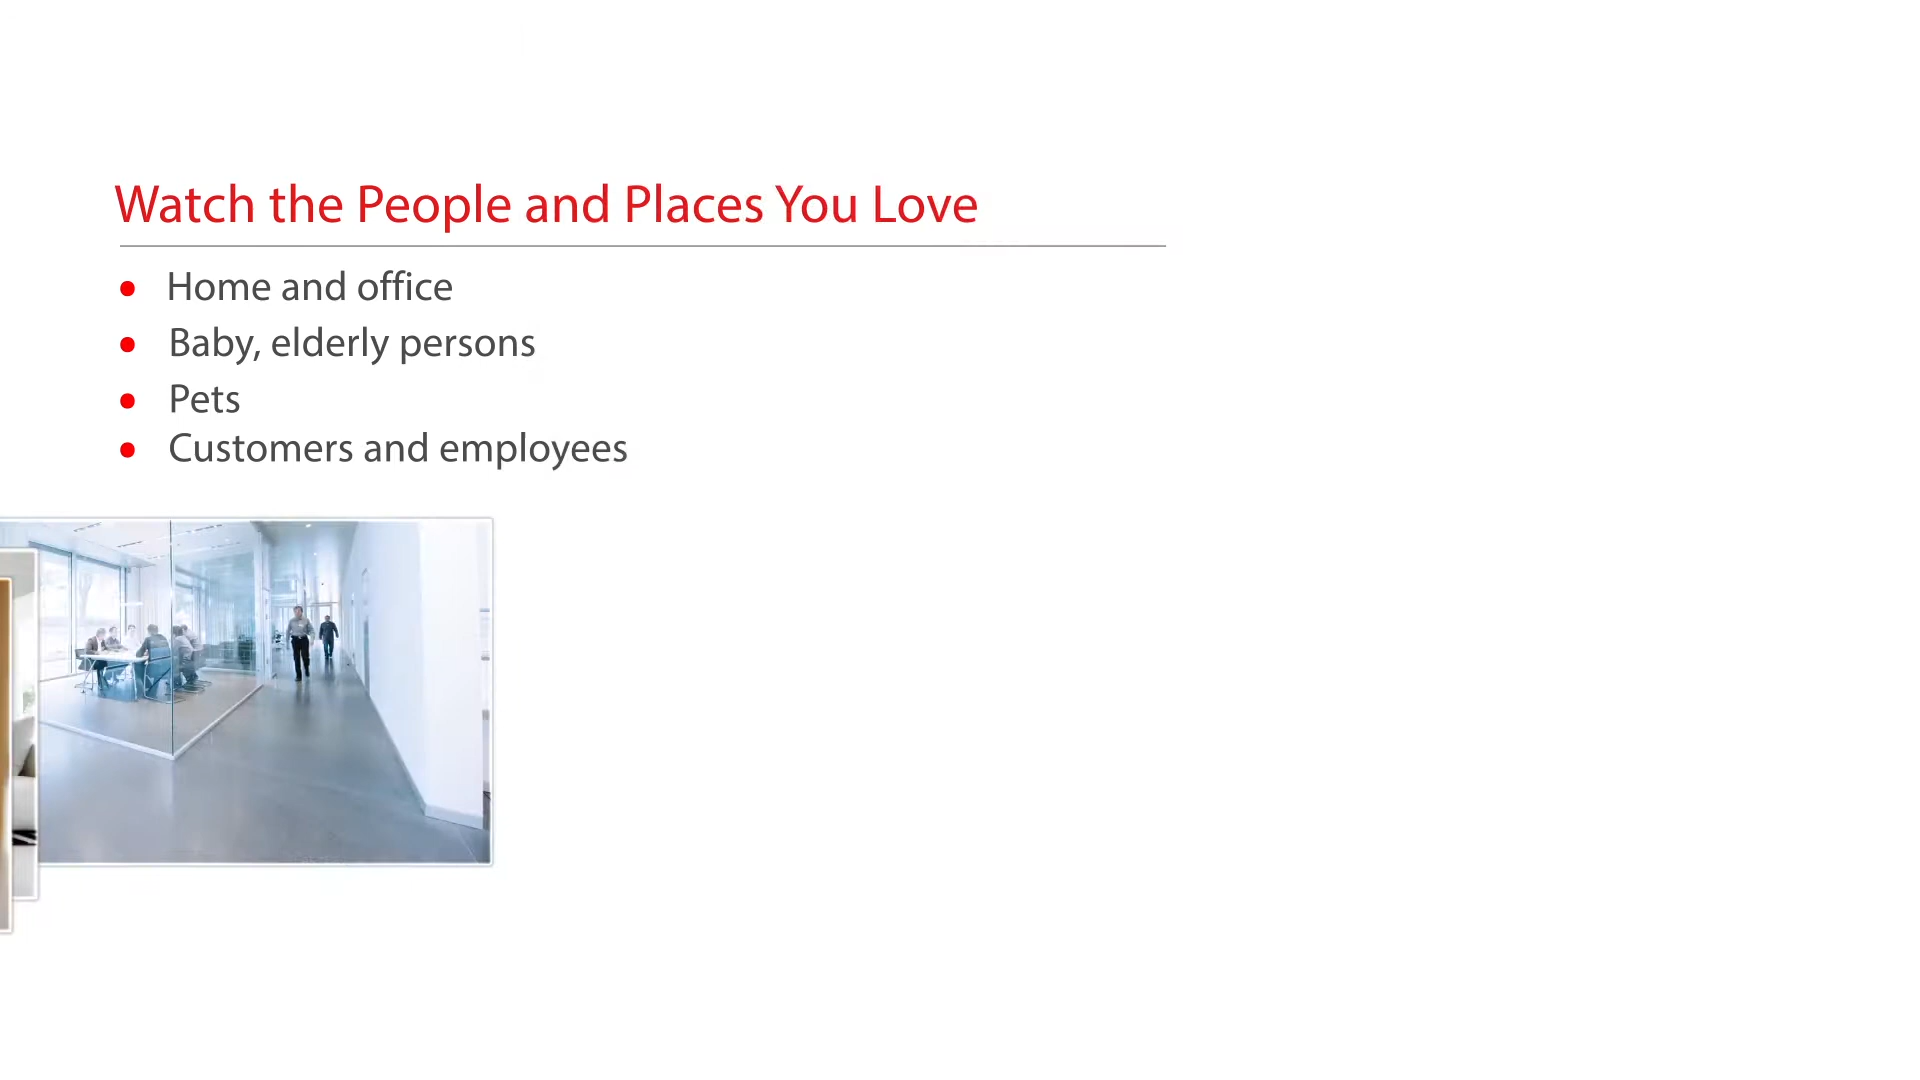 Watch the People and Places You Love
Home and office
Baby, elderly persons
Pets
Customers and employees